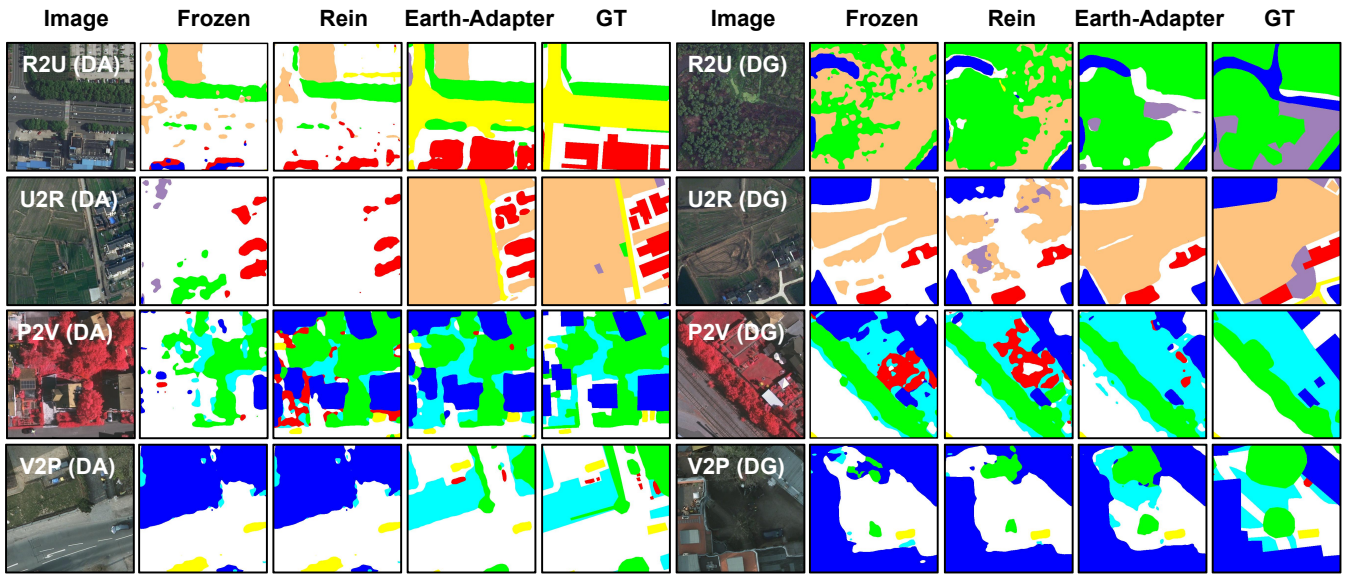 Image Frozen Rein Earth-Adapter GT Image Frozen Rein Earth-Adapter GT
R2U (DA) R2U (DG)
U2R (DA) U2R (DG)
P2V (DA) P2V (DG)
V2P (DA) V2P (DG)